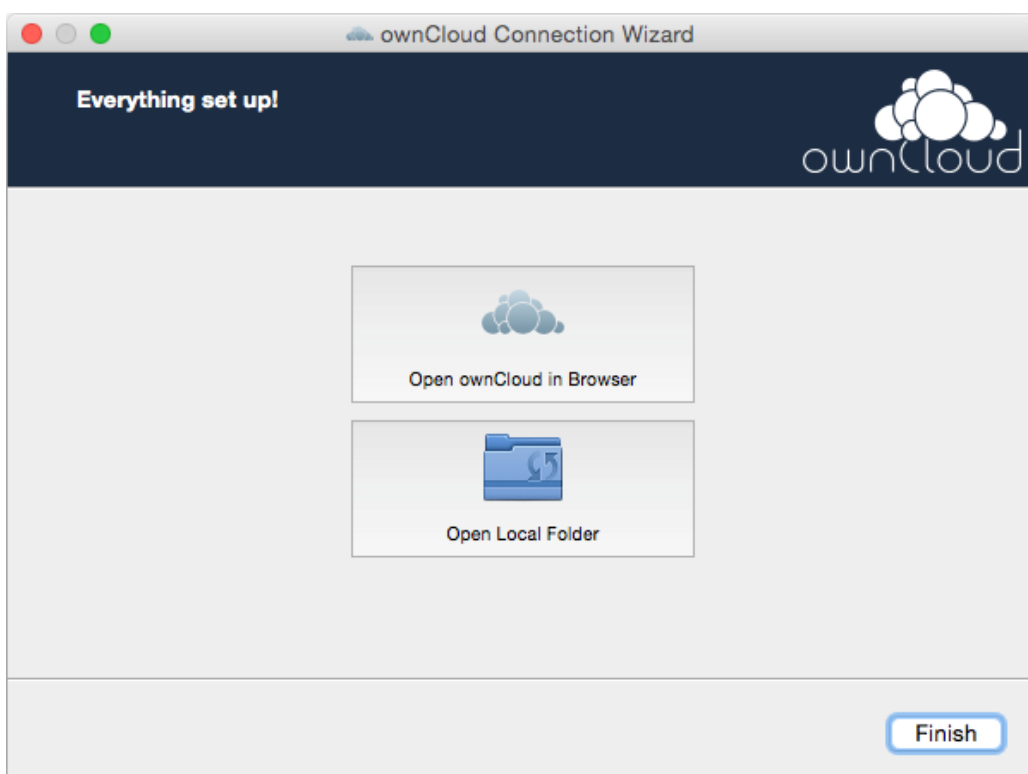 ownCloud Connection Wizard
Everything set up!
ownCloud
Open ownCloud in Browser
Open Local Folder
Finish